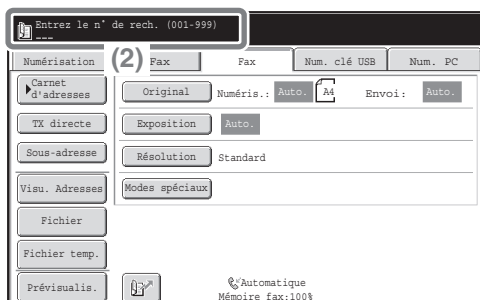 Entrez le n° de rech. (001-999)
---
Numérisation
(2)
Fax
Fax
Num. clé USB
Num. PC
Carnet d'adresses
Original
Numéris.:
Auto.
A4
Envoi:
Auto.
TX directe
Exposition
Auto.
Sous-adresse
Résolution
Standard
Visu. Adresses
Modes spéciaux
Fichier
Fichier temp.
Prévisualis.
Automatique
Mémoire fax:100%